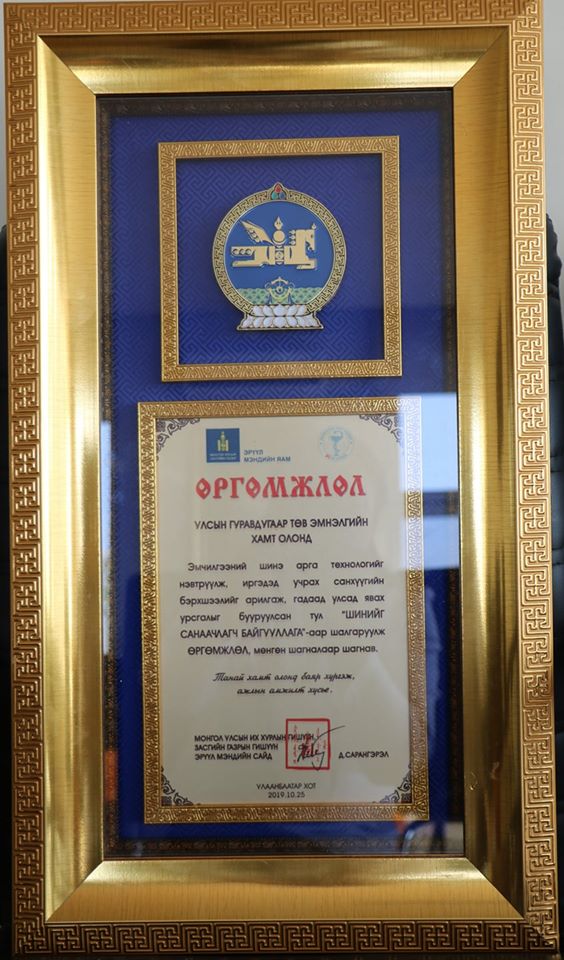 ЭРҮҮЛ
МЭНДИЙН ЯАМ
ӨРГӨМЖЛӨЛ
УЛСЫН ГУРАВДУГААР ТӨВ ЭМНЭЛГИЙН
ХАМТ ОЛОНД
Эмчилгээний шинэ арга технологийг
нэвтрүүлж, иргэдэд учрах санхүүгийн
бэрхшээлийг арилгаж, гадаад улсад явах
урсгалыг бууруулсан тул "ШИНИЙГ
САНААЧЛАГЧ БАЙГУУЛЛАГА"-аар шалгаруулж
ӨРГӨМЖЛӨЛ, мөнгөн шагналаар шагнав.
Танай хамт олонд баяр хүргэж,
ажлын амжилт хүсье.
МОНГОЛ УЛСЫН ИХ ХУРЛЫН ГИШҮҮН
ЗАСГИЙН ГАЗРЫН ГИШҮҮН
ЭРҮҮЛ МЭНДИЙН САЙД Д.САРАНГЭРЭЛ
УЛААНБААТАР ХОТ
2019.10.25